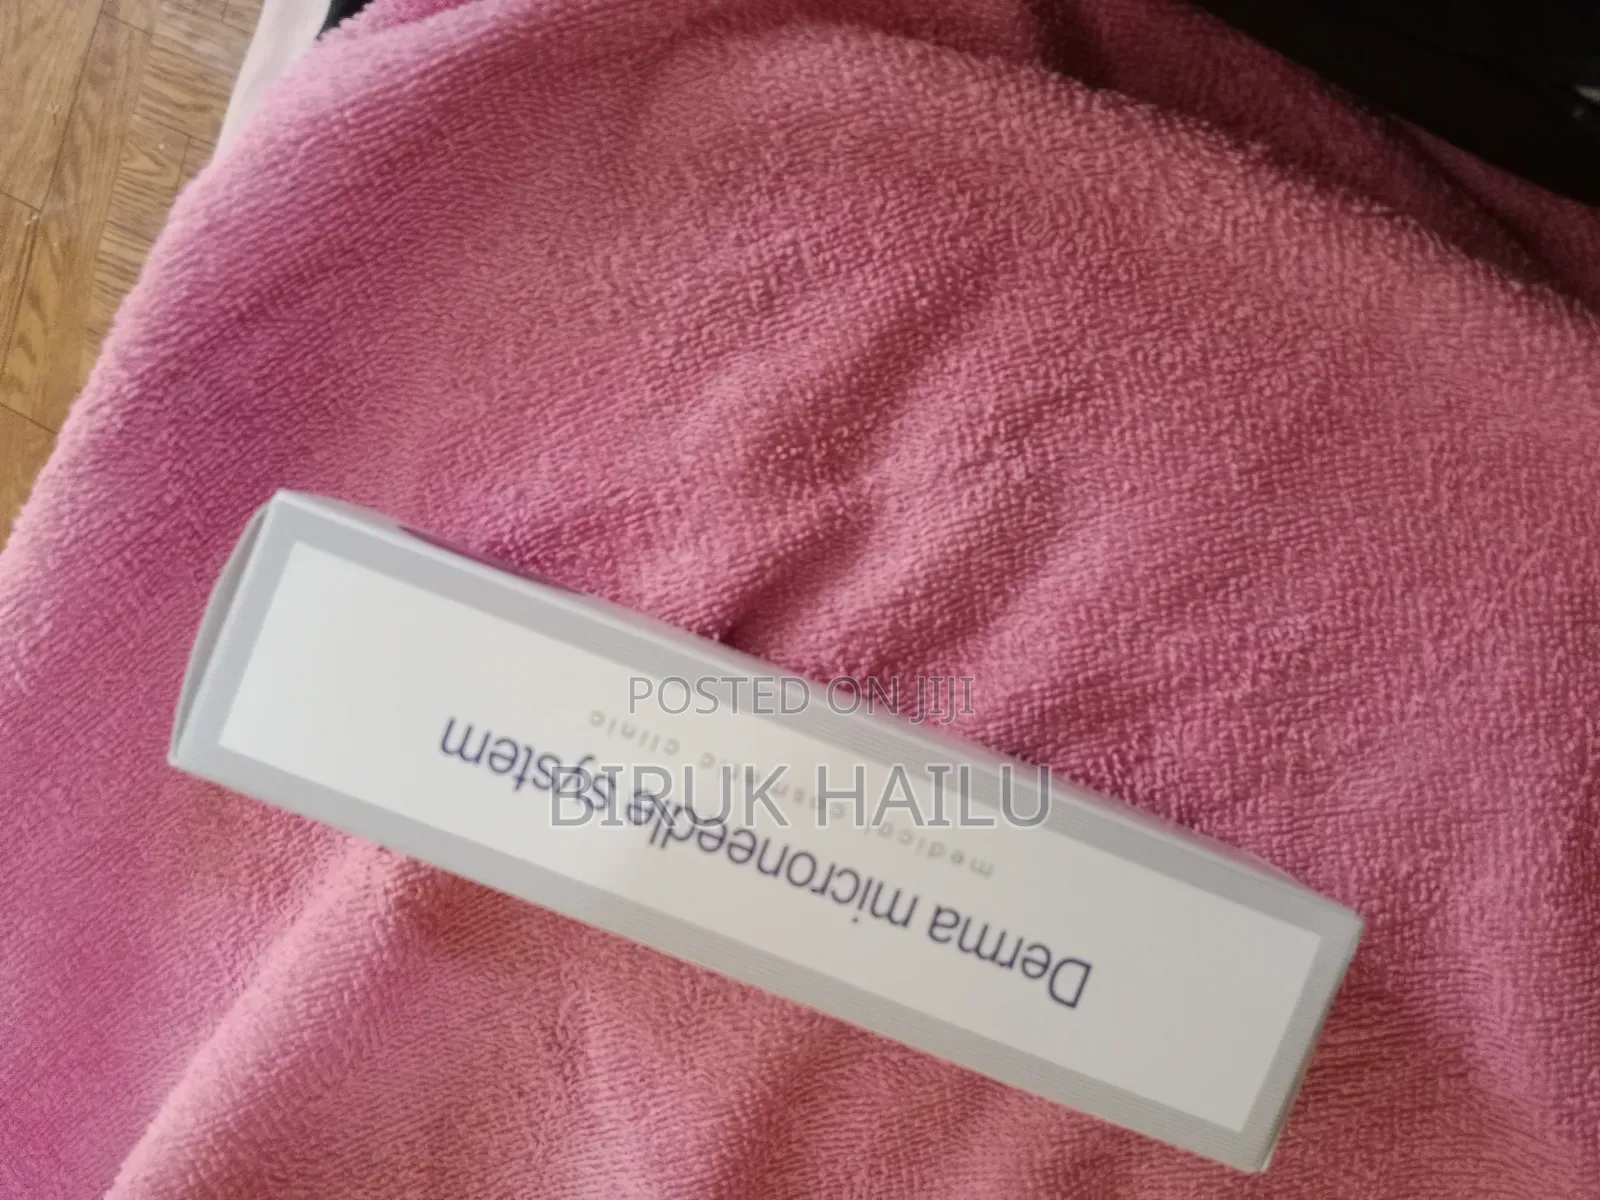 Derma microneedle system
medical cosmetic clinic
POSTED ON JIJI
BIRUK HAILU